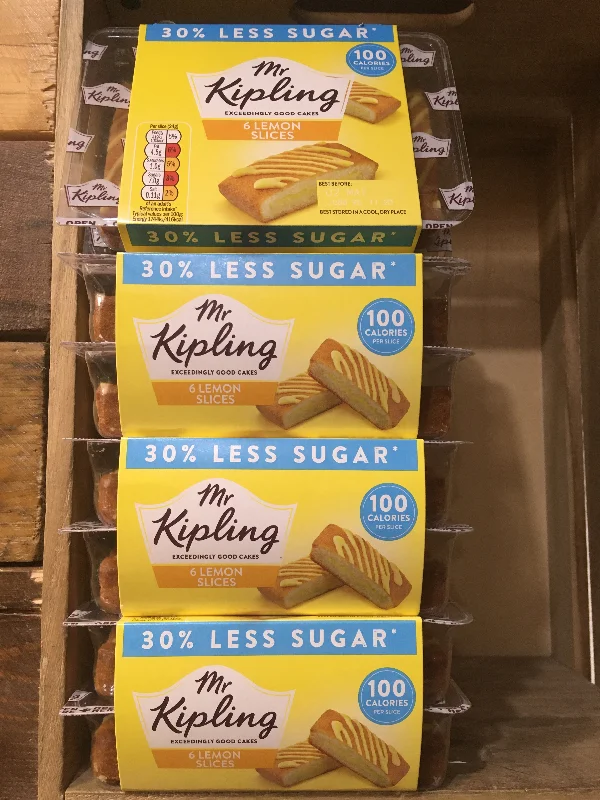 30% LESS SUGAR*
100
CALORIES
PER SLICE
Mr
Kipling
EXCEEDINGLY GOOD CAKES
6 LEMON
SLICES
Per slice (24g)
BEST BEFORE:
BEST STORED IN A COOL, DRY PLACE
30% LESS SUGAR*
30% LESS SUGAR*
Mr
Kipling
EXCEEDINGLY GOOD CAKES
6 LEMON
SLICES
100
CALORIES
PER SLICE
30% LESS SUGAR*
Mr
Kipling
EXCEEDINGLY GOOD CAKES
6 LEMON
SLICES
100
CALORIES
PER SLICE
30% LESS SUGAR*
Mr
Kipling
EXCEEDINGLY GOOD CAKES
6 LEMON
SLICES
100
CALORIES
PER SLICE